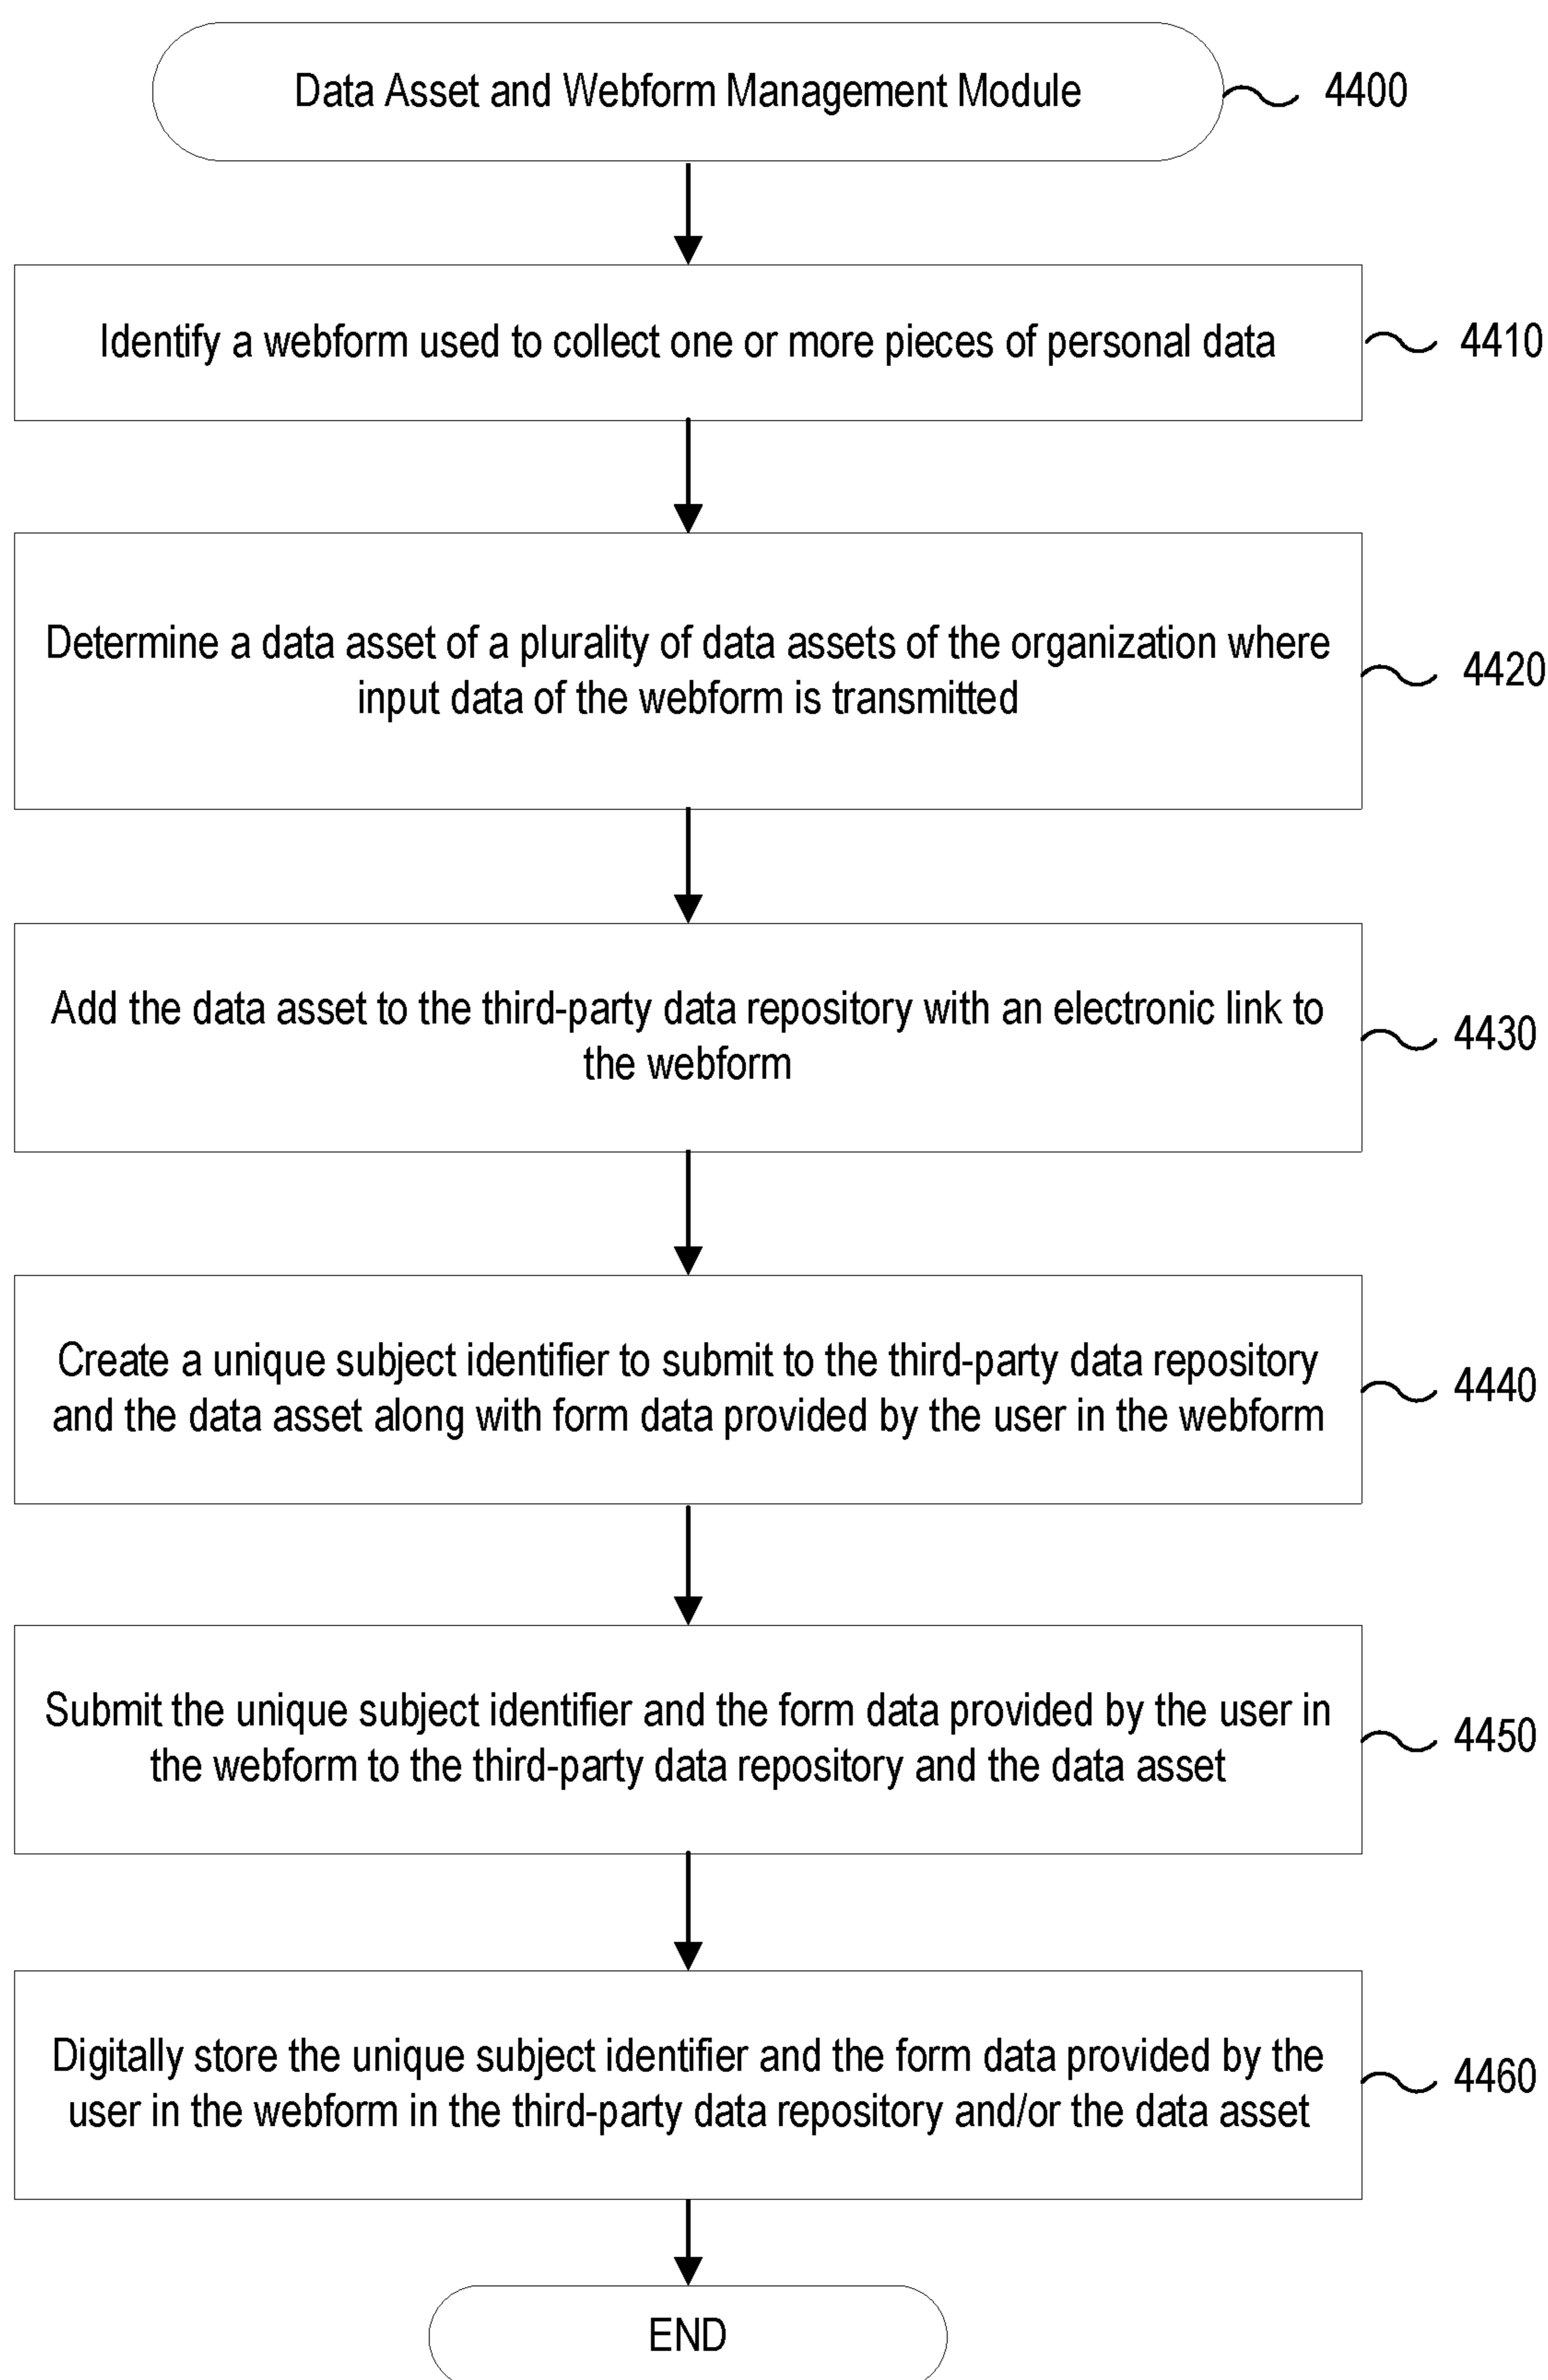 Data Asset and Webform Management Module
4400
Identify a webform used to collect one or more pieces of personal data
4410
Determine a data asset of a plurality of data assets of the organization where
input data of the webform is transmitted
4420
Add the data asset to the third-party data repository with an electronic link to
the webform
4430
Create a unique subject identifier to submit to the third-party data repository
and the data asset along with form data provided by the user in the webform
4440
Submit the unique subject identifier and the form data provided by the user in
the webform to the third-party data repository and the data asset
4450
Digitally store the unique subject identifier and the form data provided by the
user in the webform in the third-party data repository and/or the data asset
4460
END